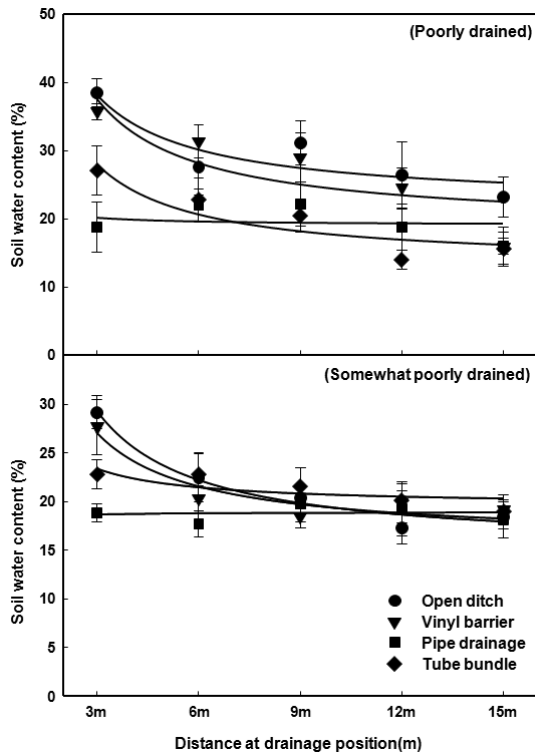 50
(Poorly drained)
40
30
20
10
0
Soil water content (%)
(Somewhat poorly drained)
30
25
20
15
10
5
0
Soil water content (%)
Open ditch
Vinyl barrier
Pipe drainage
Tube bundle
3m 6m 9m 12m 15m
Distance at drainage position(m)